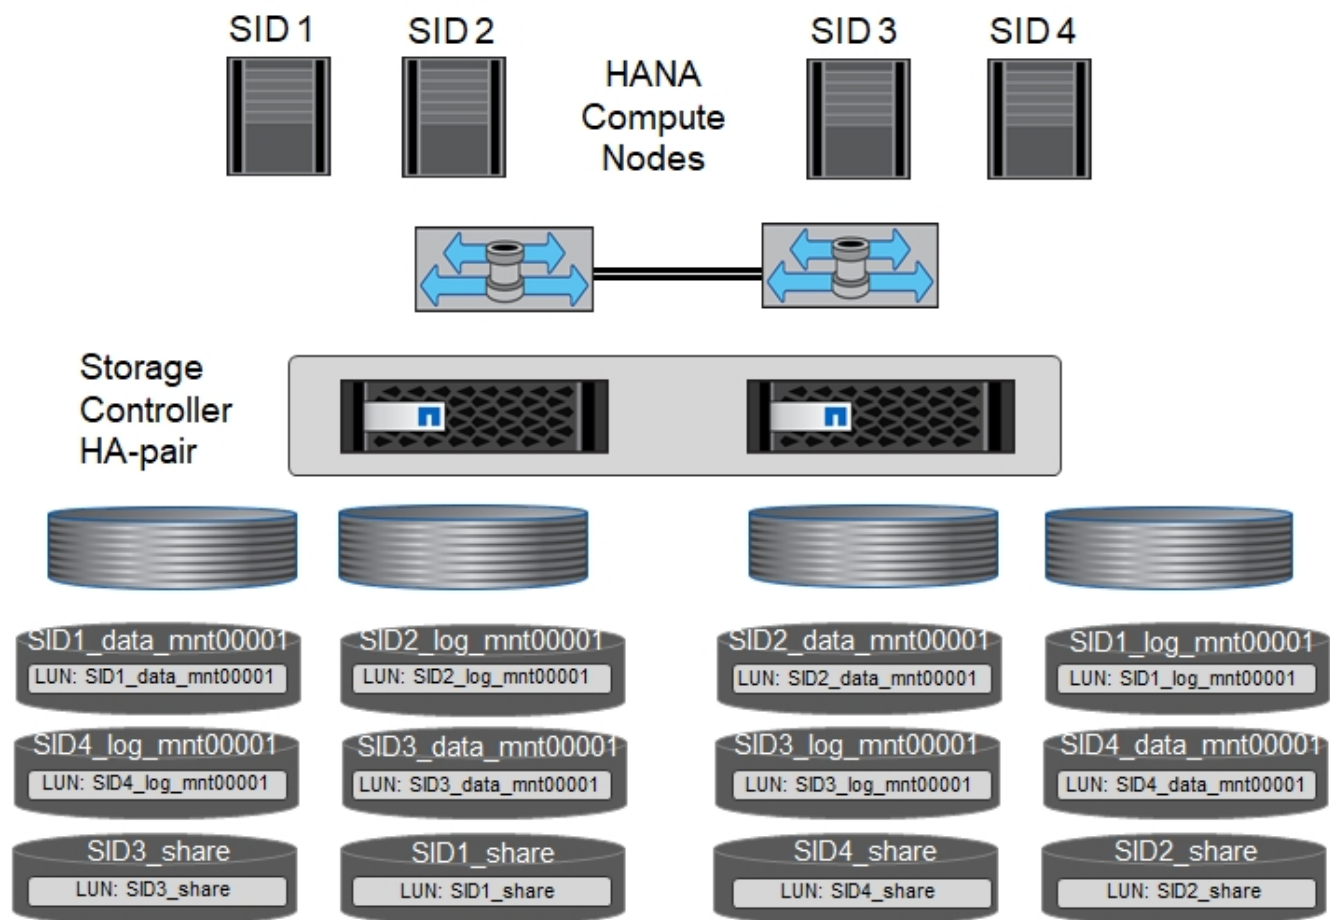 SID 1
SID 2
SID 3
SID 4
HANA
Compute
Nodes
Storage
Controller
HA-pair
SID1_data_mnt00001
LUN: SID1_data_mnt00001
SID2_log_mnt00001
LUN: SID2_log_mnt00001
SID2_data_mnt00001
LUN: SID2_data_mnt00001
SID1_log_mnt00001
LUN: SID1_log_mnt00001
SID4_log_mnt00001
LUN: SID4_log_mnt00001
SID3_data_mnt00001
LUN: SID3_data_mnt00001
SID3_log_mnt00001
LUN: SID3_log_mnt00001
SID4_data_mnt00001
LUN: SID4_data_mnt00001
SID3_share
LUN: SID3_share
SID1_share
LUN: SID1_share
SID4_share
LUN: SID4_share
SID2_share
LUN: SID2_share